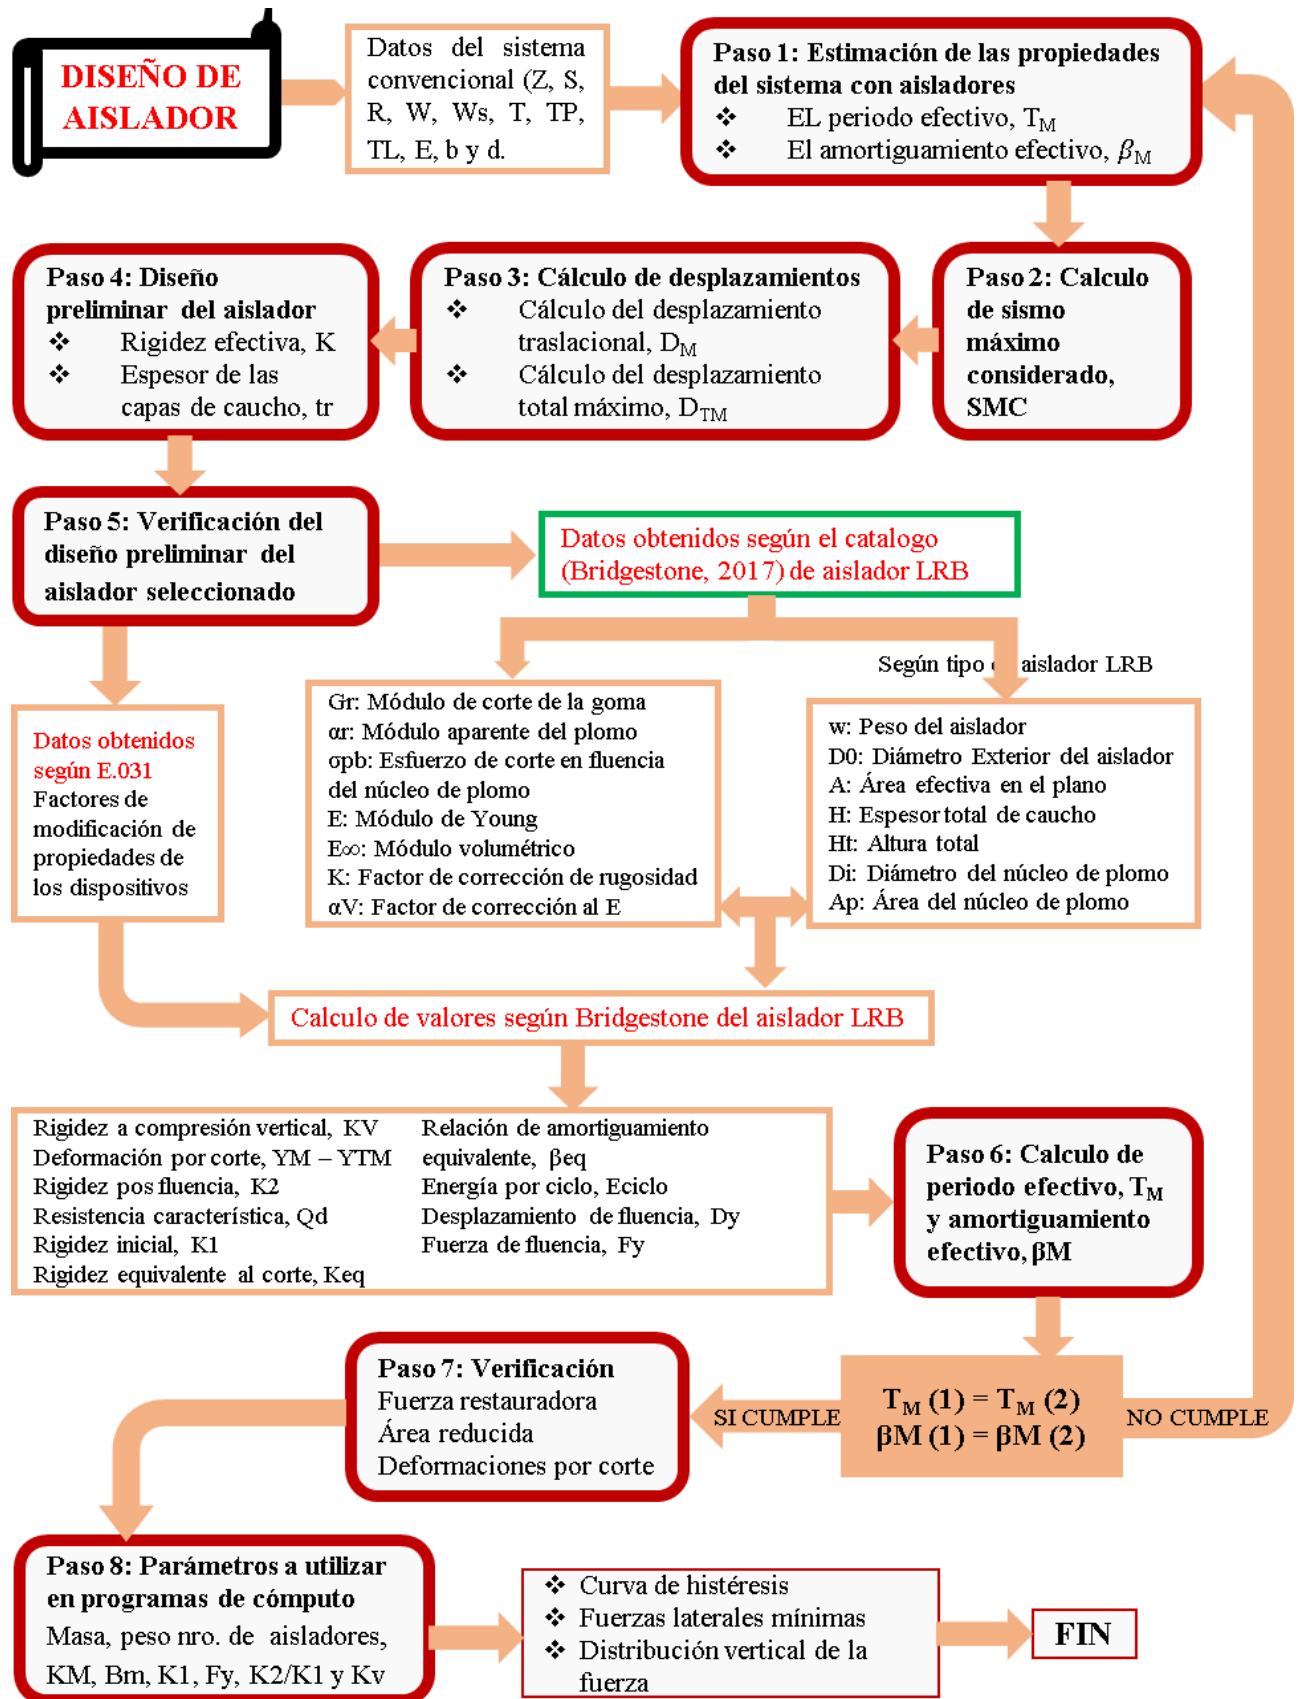 DISEÑO DE
AISLADOR
Datos del sistema
convencional (Z, S,
R, W, Ws, T, TP,
TL, E, b y d.
Paso 1: Estimación de las propiedades
del sistema con aisladores
❖ EL periodo efectivo, T_M
❖ El amortiguamiento efectivo, β_M
Paso 2: Calculo
de sismo
máximo
considerado,
SMC
Paso 3: Cálculo de desplazamientos
❖ Cálculo del desplazamiento
traslacional, D_M
❖ Cálculo del desplazamiento
total máximo, D_TM
Paso 4: Diseño
preliminar del aislador
❖ Rigidez efectiva, K
❖ Espesor de las
capas de caucho, tr
Paso 5: Verificación del
diseño preliminar del
aislador seleccionado
Datos obtenidos según el catalogo
(Bridgestone, 2017) de aislador LRB
Según tipo aislador LRB
Datos obtenidos
según E.031
Factores de
modificación de
propiedades de
los dispositivos
Gr: Módulo de corte de la goma
αr: Módulo aparente del plomo
σpb: Esfuerzo de corte en fluencia
del núcleo de plomo
E: Módulo de Young
E∞: Módulo volumétrico
K: Factor de corrección de rugosidad
αV: Factor de corrección al E
w: Peso del aislador
D0: Diámetro Exterior del aislador
A: Área efectiva en el plano
H: Espesor total de caucho
Ht: Altura total
Di: Diámetro del núcleo de plomo
Ap: Área del núcleo de plomo
Calculo de valores según Bridgestone del aislador LRB
Rigidez a compresión vertical, KV
Deformación por corte, YM – YTM
Rigidez pos fluencia, K2
Resistencia característica, Qd
Rigidez inicial, K1
Rigidez equivalente al corte, Keq
Relación de amortiguamiento
equivalente, βeq
Energía por ciclo, Eciclo
Desplazamiento de fluencia, Dy
Fuerza de fluencia, Fy
Paso 6: Calculo de
periodo efectivo, T_M
y amortiguamiento
efectivo, βM
T_M (1) = T_M (2)
βM (1) = βM (2)
SI CUMPLE
NO CUMPLE
Paso 7: Verificación
Fuerza restauradora
Área reducida
Deformaciones por corte
Paso 8: Parámetros a utilizar
en programas de cómputo
Masa, peso nro. de aisladores,
KM, Bm, K1, Fy, K2/K1 y Kv
❖ Curva de histéresis
❖ Fuerzas laterales mínimas
❖ Distribución vertical de la
fuerza
FIN